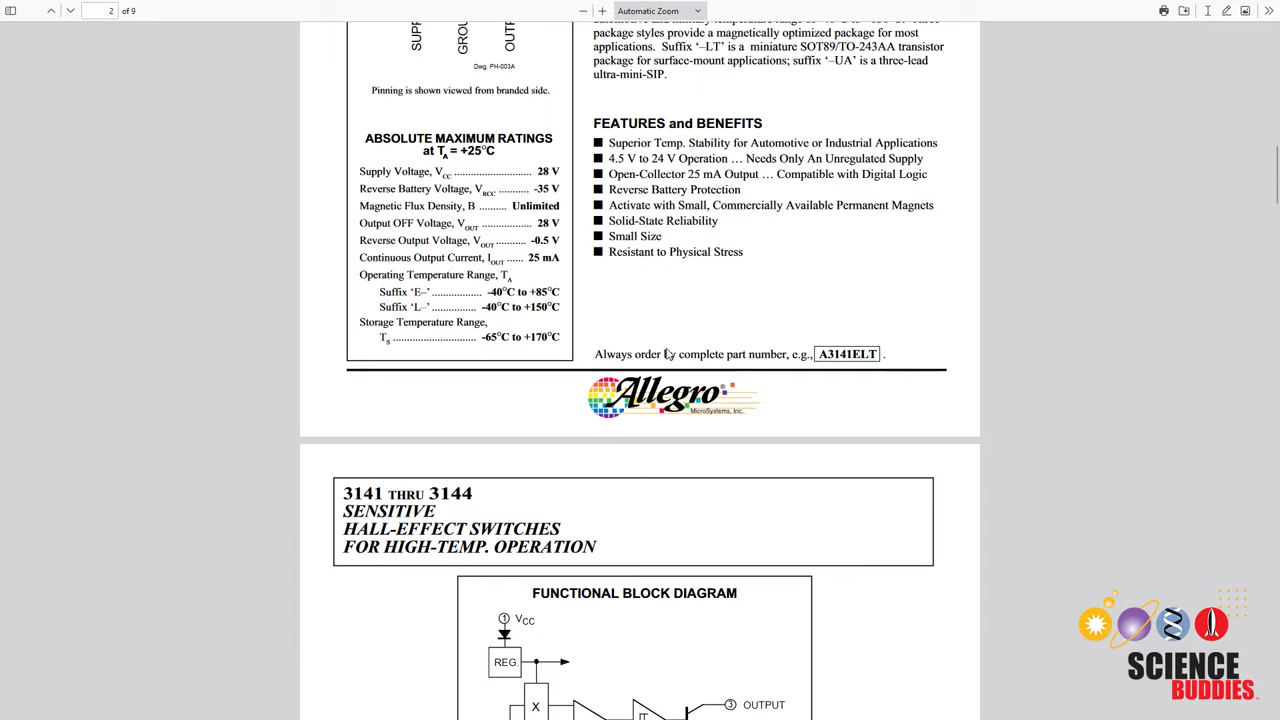 2
of 9
Automatic Zoom
SUPP
GROU
OUTP
Dwg. PH-003A
Pinning is shown viewed from branded side.
ABSOLUTE MAXIMUM RATINGS
at TA = +25°C
Supply Voltage, VCC ........................... 28 V
Reverse Battery Voltage, VRCC .......... -35 V
Magnetic Flux Density, B ......... Unlimited
Output OFF Voltage, VOUT .................. 28 V
Reverse Output Voltage, VOUT .......... -0.5 V
Continuous Output Current, IOUT ...... 25 mA
Operating Temperature Range, TA
Suffix ‘E–’ .................. -40°C to +85°C
Suffix ‘L–’ ................ -40°C to +150°C
Storage Temperature Range,
TS .............................. -65°C to +170°C
package styles provide a magnetically optimized package for most
applications. Suffix ‘–LT’ is a miniature SOT89/TO-243AA transistor
package for surface-mount applications; suffix ‘–UA’ is a three-lead
ultra-mini-SIP.
FEATURES and BENEFITS
■ Superior Temp. Stability for Automotive or Industrial Applications
■ 4.5 V to 24 V Operation … Needs Only An Unregulated Supply
■ Open-Collector 25 mA Output … Compatible with Digital Logic
■ Reverse Battery Protection
■ Activate with Small, Commercially Available Permanent Magnets
■ Solid-State Reliability
■ Small Size
■ Resistant to Physical Stress
Always order by complete part number, e.g., A3141ELT .
Allegro®
MicroSystems, Inc.
3141 THRU 3144
SENSITIVE
HALL-EFFECT SWITCHES
FOR HIGH-TEMP. OPERATION
FUNCTIONAL BLOCK DIAGRAM
1 VCC
REG.
X
3 OUTPUT
SCIENCE
BUDDIES